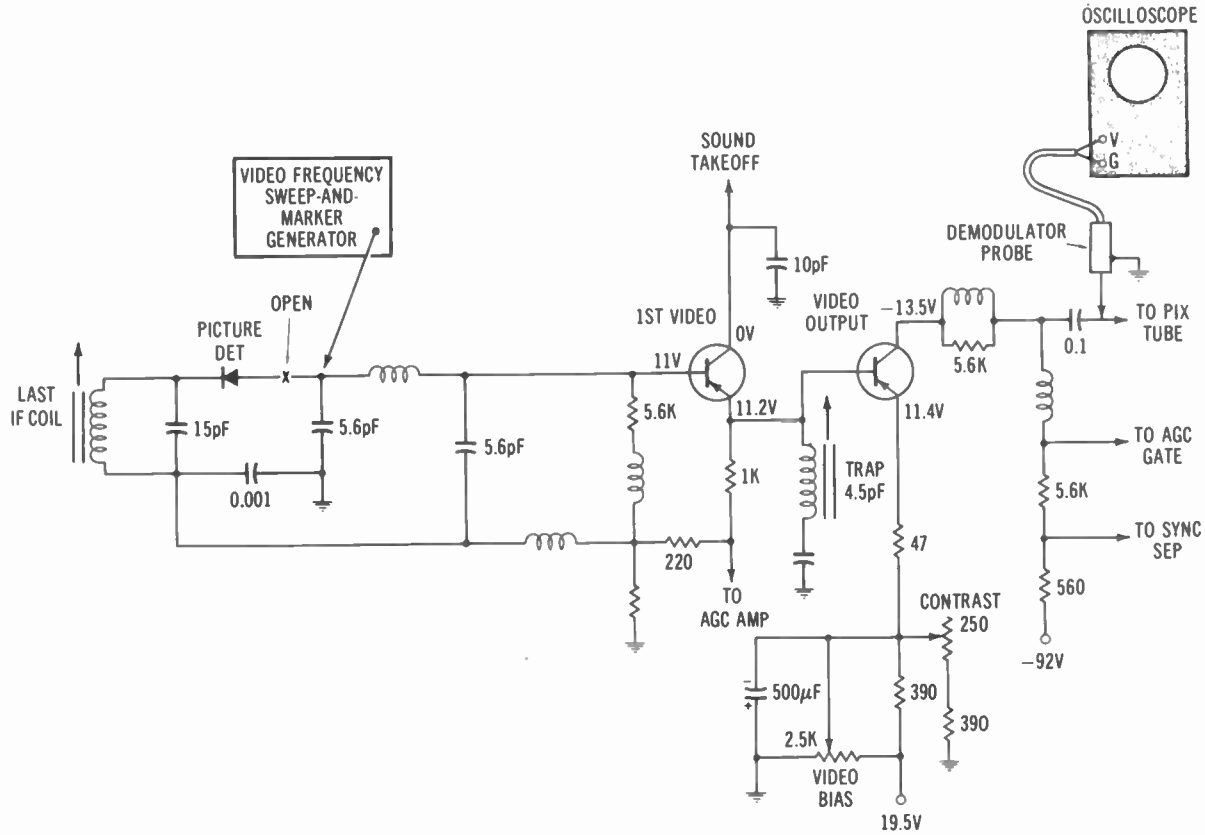 OSCILLOSCOPE
V
G
SOUND
TAKEOFF
VIDEO FREQUENCY
SWEEP-AND-
MARKER
GENERATOR
DEMODULATOR
PROBE
10pF
OPEN
PICTURE
DET
1ST VIDEO
VIDEO
OUTPUT
-13.5V
TO PIX
TUBE
0V
11V
5.6K
0.1
LAST
IF COIL
15pF
5.6pF
5.6pF
5.6K
11.2V
11.4V
0.001
1K
TRAP
4.5pF
TO AGC
GATE
5.6K
220
47
TO SYNC
SEP
TO
AGC AMP
560
CONTRAST
250
-92V
-
500µF
+
390
390
2.5K
VIDEO
BIAS
19.5V